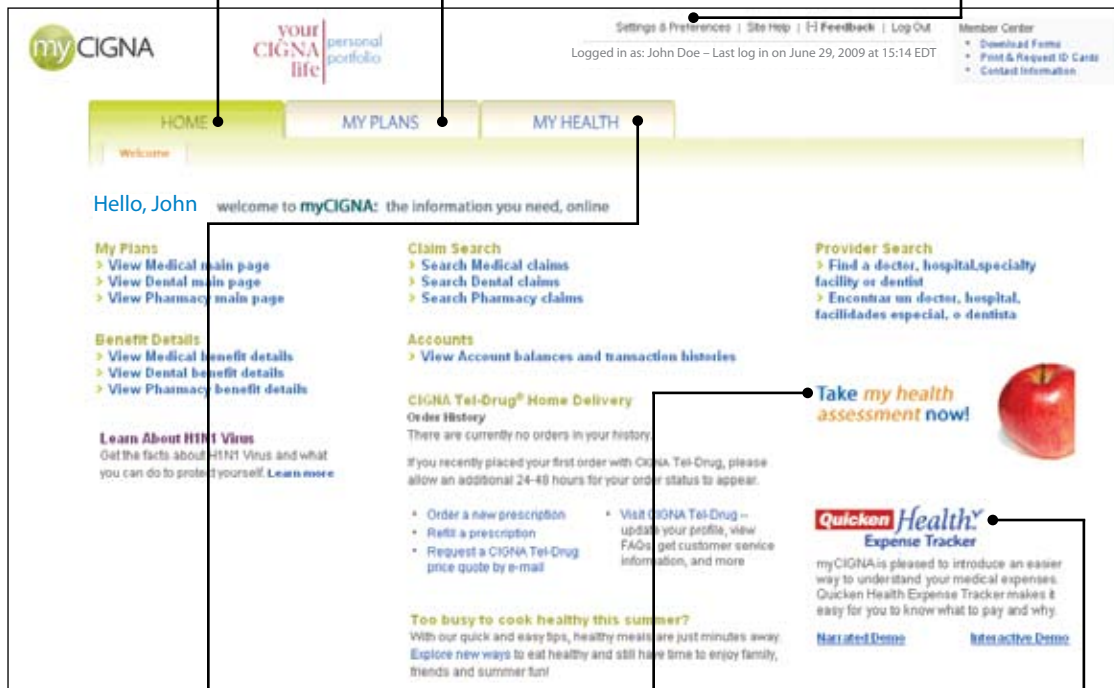 my CIGNA
your
CIGNA
life
personal
portfolio
Settings & Preferences | Site Help | [-] Feedback | Log Out
Logged in as: John Doe – Last log in on June 29, 2009 at 15:14 EDT
Member Center
• Download Forms
• Print & Request ID Cards
• Contact Information
HOME
MY PLANS
MY HEALTH
Welcome
Hello, John welcome to myCIGNA: the information you need, online
My Plans
> View Medical main page
> View Dental main page
> View Pharmacy main page
Benefit Details
> View Medical benefit details
> View Dental benefit details
> View Pharmacy benefit details
Learn About H1N1 Virus
Get the facts about H1N1 Virus and what
you can do to protect yourself. Learn more
Claim Search
> Search Medical claims
> Search Dental claims
> Search Pharmacy claims
Accounts
> View Account balances and transaction histories
CIGNA Tel-Drug® Home Delivery
Order History
There are currently no orders in your history.
If you recently placed your first order with CIGNA Tel-Drug, please
allow an additional 24-48 hours for your order status to appear.
• Order a new prescription
• Refill a prescription
• Request a CIGNA Tel-Drug
price quote by e-mail
• Visit CIGNA Tel-Drug –
update your profile, view
FAQs, get customer service
information, and more
Too busy to cook healthy this summer?
With our quick and easy tips, healthy meals are just minutes away.
Explore new ways to eat healthy and still have time to enjoy family,
friends and summer fun!
Provider Search
> Find a doctor, hospital,specialty
facility or dentist
> Encontrar un doctor, hospital,
facilidades especial, o dentista
Take my health
assessment now!
Quicken Health
Expense Tracker
myCIGNA is pleased to introduce an easier
way to understand your medical expenses.
Quicken Health Expense Tracker makes it
easy for you to know what to pay and why.
Narrated Demo
Interactive Demo